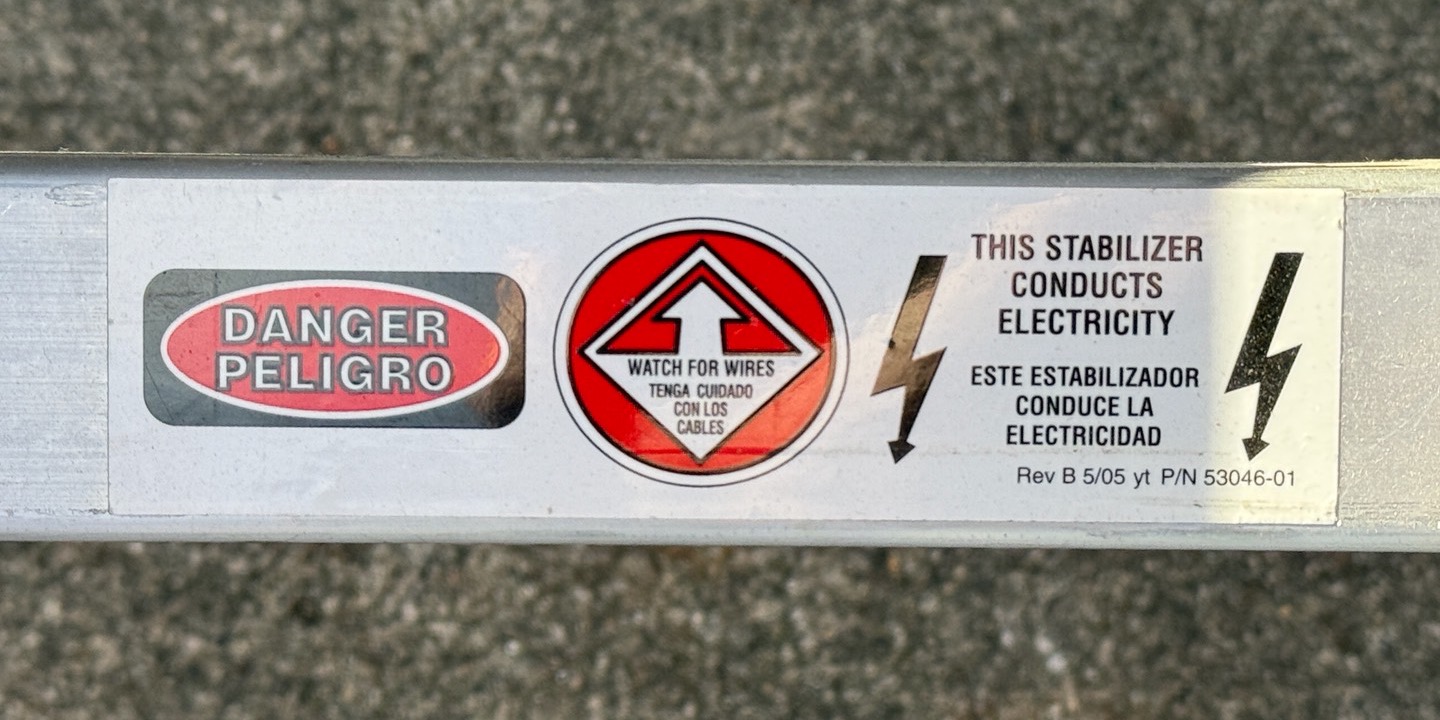 DANGER
PELIGRO
WATCH FOR WIRES
TENGA CUIDADO
CON LOS
CABLES
THIS STABILIZER
CONDUCTS
ELECTRICITY
ESTE ESTABILIZADOR
CONDUCE LA
ELECTRICIDAD
Rev B 5/05 yt P/N 53046-01